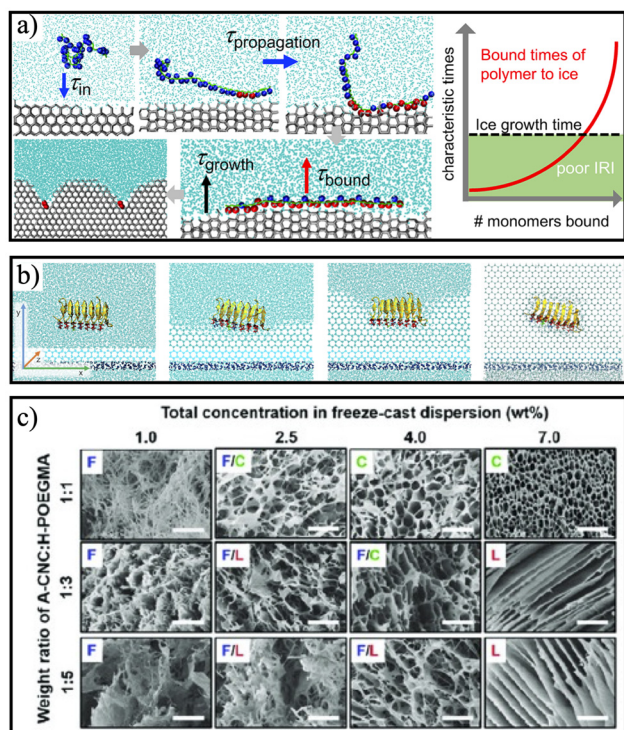 a)
τin
τpropagation
τgrowth
τbound
characteristic times
Bound times of
polymer to ice
Ice growth time
poor IRI
# monomers bound
b)
y
z
x
c)
Total concentration in freeze-cast dispersion (wt%)
1.0 2.5 4.0 7.0
Weight ratio of A-CNC:H-POEGMA
1:1
F F/C C C
1:3
F F/L F/C L
1:5
F F/L F/L L